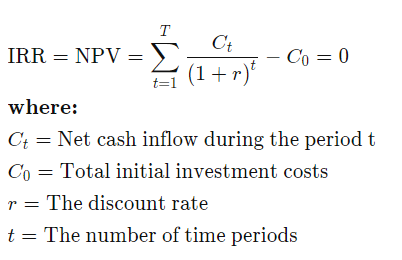 IRR = NPV = \sum_{t=1}^{T} \frac{C_t}{(1 + r)^t} − C_0 = 0
where:
C_t = Net cash inflow during the period t
C_0 = Total initial investment costs
r = The discount rate
t = The number of time periods